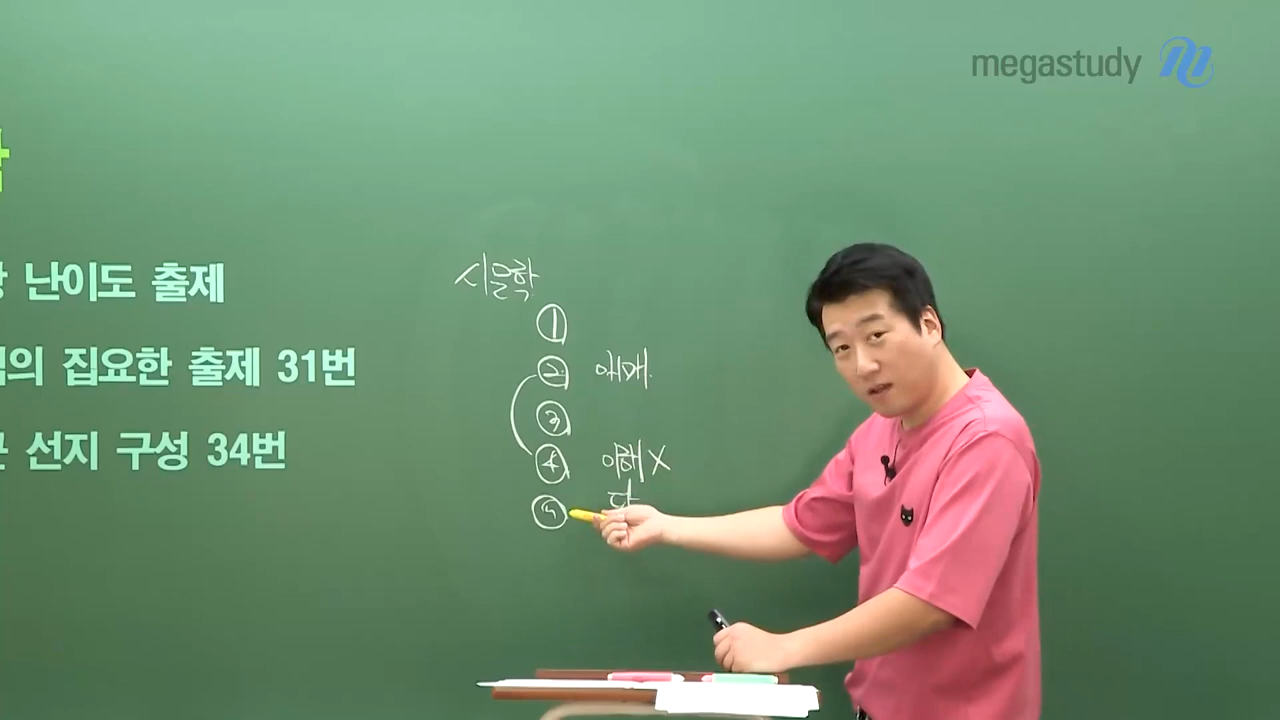 megastudy
난이도 출제
의 집요한 출제 31번
선지 구성 34번
시문학
①
② 애매.
③
④ 이해 X
⑤